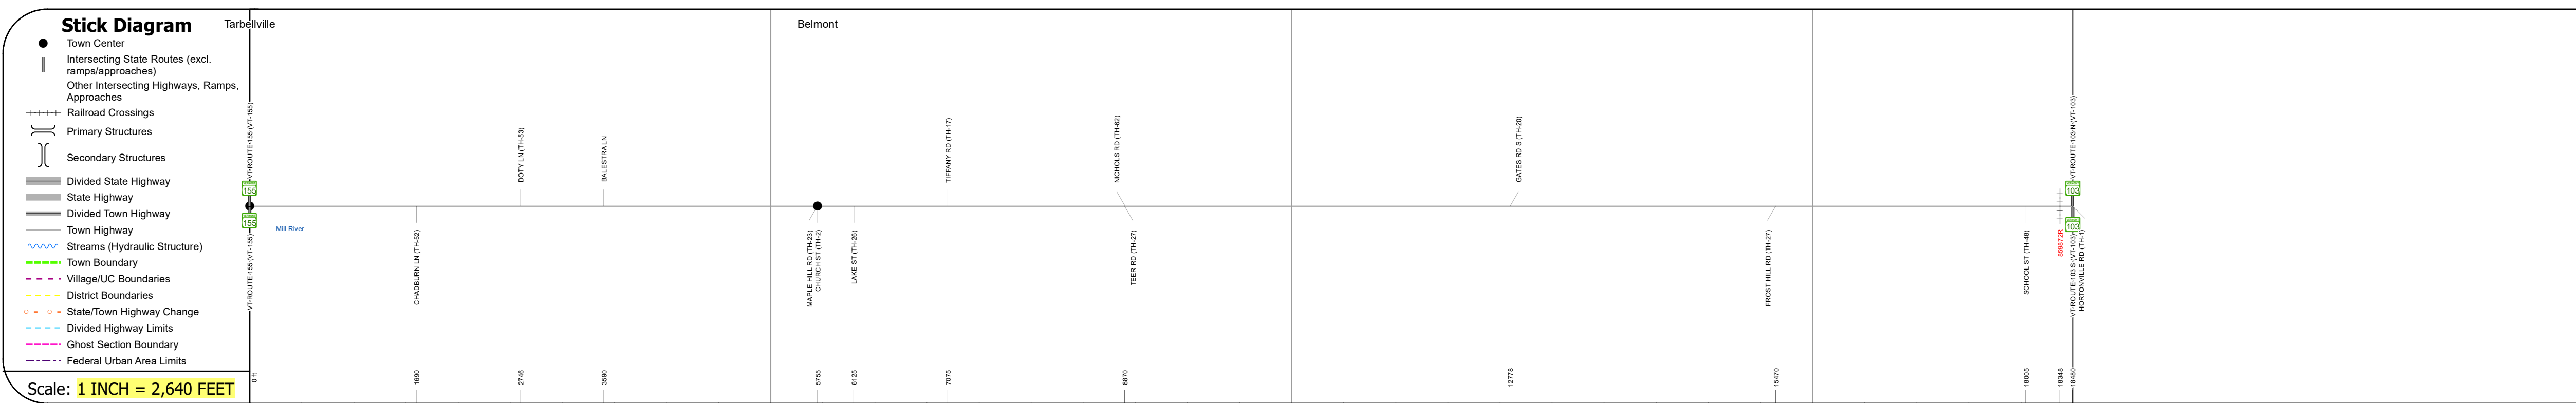 Stick Diagram
Town Center
Intersecting State Routes (excl.
ramps/approaches)
Other Intersecting Highways, Ramps,
Approaches
Railroad Crossings
Primary Structures
Secondary Structures
Divided State Highway
State Highway
Divided Town Highway
Town Highway
Streams (Hydraulic Structure)
Town Boundary
Village/UC Boundaries
District Boundaries
State/Town Highway Change
Divided Highway Limits
Ghost Section Boundary
Federal Urban Area Limits
Scale: 1 INCH = 2,640 FEET
Tarbellville
Belmont
VT-ROUTE-155 (VT-155)
155
155
VT-ROUTE-155 (VT-155)
Mill River
CHADBURN LN (TH-52)
DOTY LN (TH-53)
BALESTRA LN
MAPLE HILL RD (TH-23)
CHURCH ST (TH-2)
LAKE ST (TH-26)
TIFFANY RD (TH-17)
NICHOLS RD (TH-62)
TEER RD (TH-27)
GATES RD S (TH-20)
FROST HILL RD (TH-27)
SCHOOL ST (TH-48)
859872R
VT-ROUTE-103 N (VT-103)
103
103
VT-ROUTE-103 S (VT-103)
HORTONVILLE RD (TH-1)
0 ft
1690
2746
3590
5755
6125
7075
8870
12778
15470
18005
18348
18480